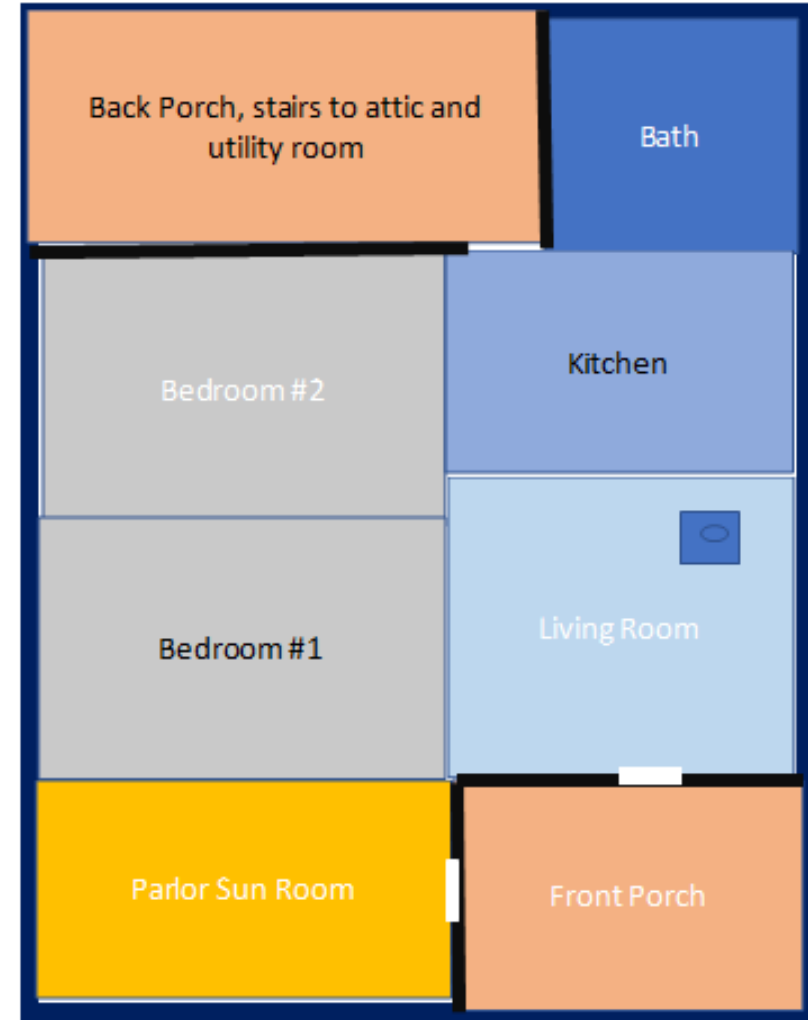 Back Porch, stairs to attic and
utility room
Bath
Kitchen
Bedroom #2
Living Room
Bedroom #1
Parlor Sun Room
Front Porch